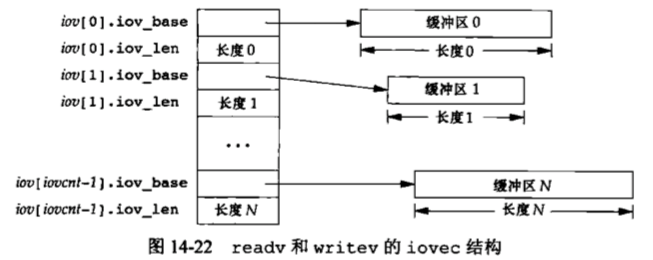 iov[0].iov_base
缓冲区 0
iov[0].iov_len
长度 0
长度 0
iov[1].iov_base
缓冲区 1
iov[1].iov_len
长度 1
长度 1
...
iov[iovcnt-1].iov_base
缓冲区 N
iov[iovcnt-1].iov_len
长度 N
长度 N
图 14-22 readv 和 writev 的 iovec 结构